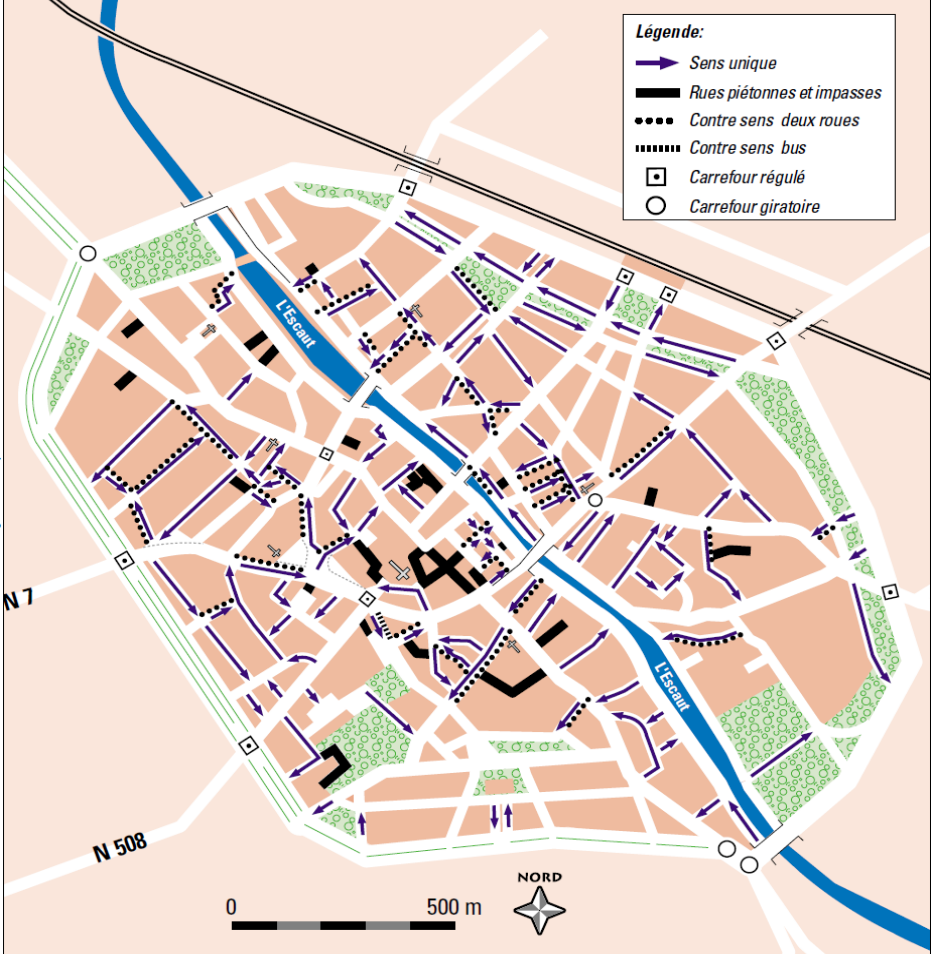 Légende:
Sens unique
Rues piétonnes et impasses
Contre sens deux roues
Contre sens bus
Carrefour régulé
Carrefour giratoire
L'Escaut
N 7
L'Escaut
N 508
NORD
0 500 m